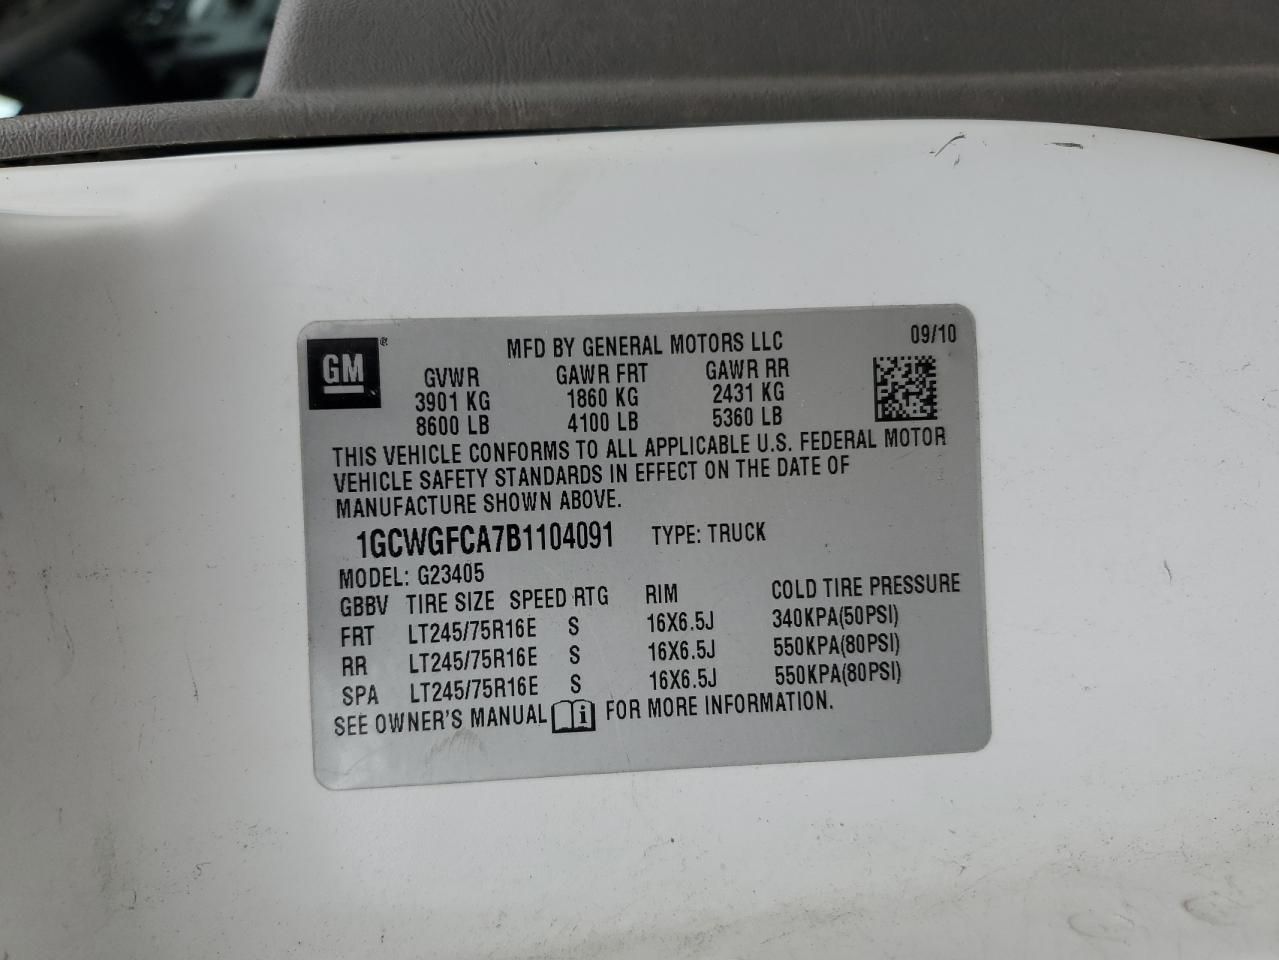 GM ®
MFD BY GENERAL MOTORS LLC 09/10
GVWR GAWR FRT GAWR RR
3901 KG 1860 KG 2431 KG
8600 LB 4100 LB 5360 LB
THIS VEHICLE CONFORMS TO ALL APPLICABLE U.S. FEDERAL MOTOR
VEHICLE SAFETY STANDARDS IN EFFECT ON THE DATE OF
MANUFACTURE SHOWN ABOVE.
1GCWGFCA7B1104091 TYPE: TRUCK
MODEL: G23405
GBBV TIRE SIZE SPEED RTG RIM COLD TIRE PRESSURE
FRT LT245/75R16E S 16X6.5J 340KPA(50PSI)
RR LT245/75R16E S 16X6.5J 550KPA(80PSI)
SPA LT245/75R16E S 16X6.5J 550KPA(80PSI)
SEE OWNER'S MANUAL i FOR MORE INFORMATION.